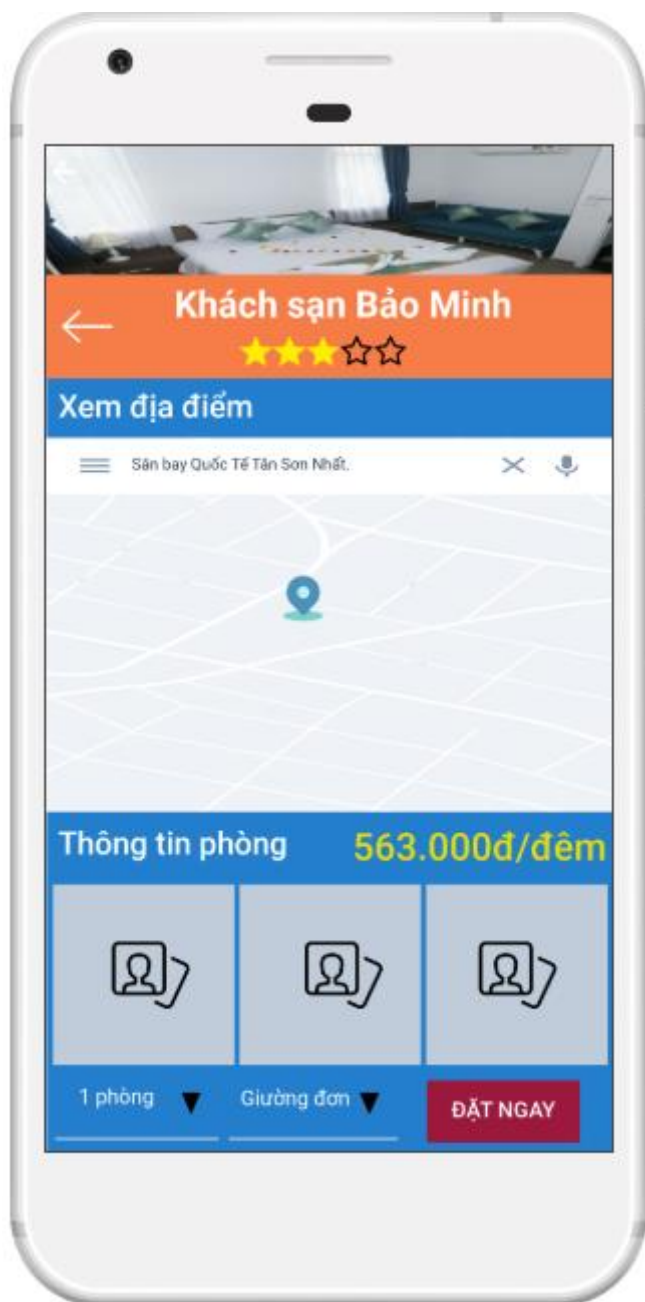 Khách sạn Bảo Minh
Xem địa điểm
Sân bay Quốc Tế Tân Sơn Nhất.
Thông tin phòng 563.000đ/đêm
1 phòng Giường đơn ĐẶT NGAY